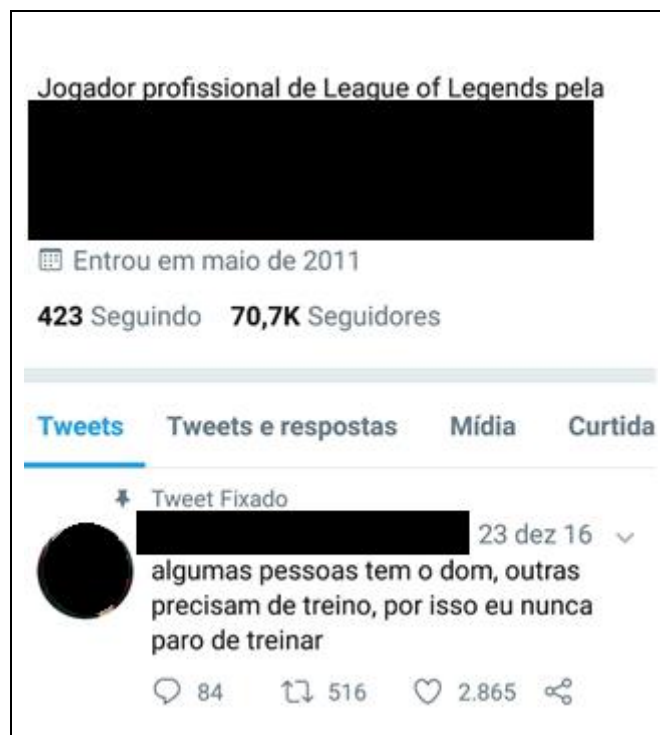 Jogador profissional de League of Legends pela
Entrou em maio de 2011
423 Seguindo 70,7K Seguidores
Tweets Tweets e respostas Mídia Curtida
Tweet Fixado
23 dez 16
algumas pessoas tem o dom, outras
precisam de treino, por isso eu nunca
paro de treinar
84 516 2.865